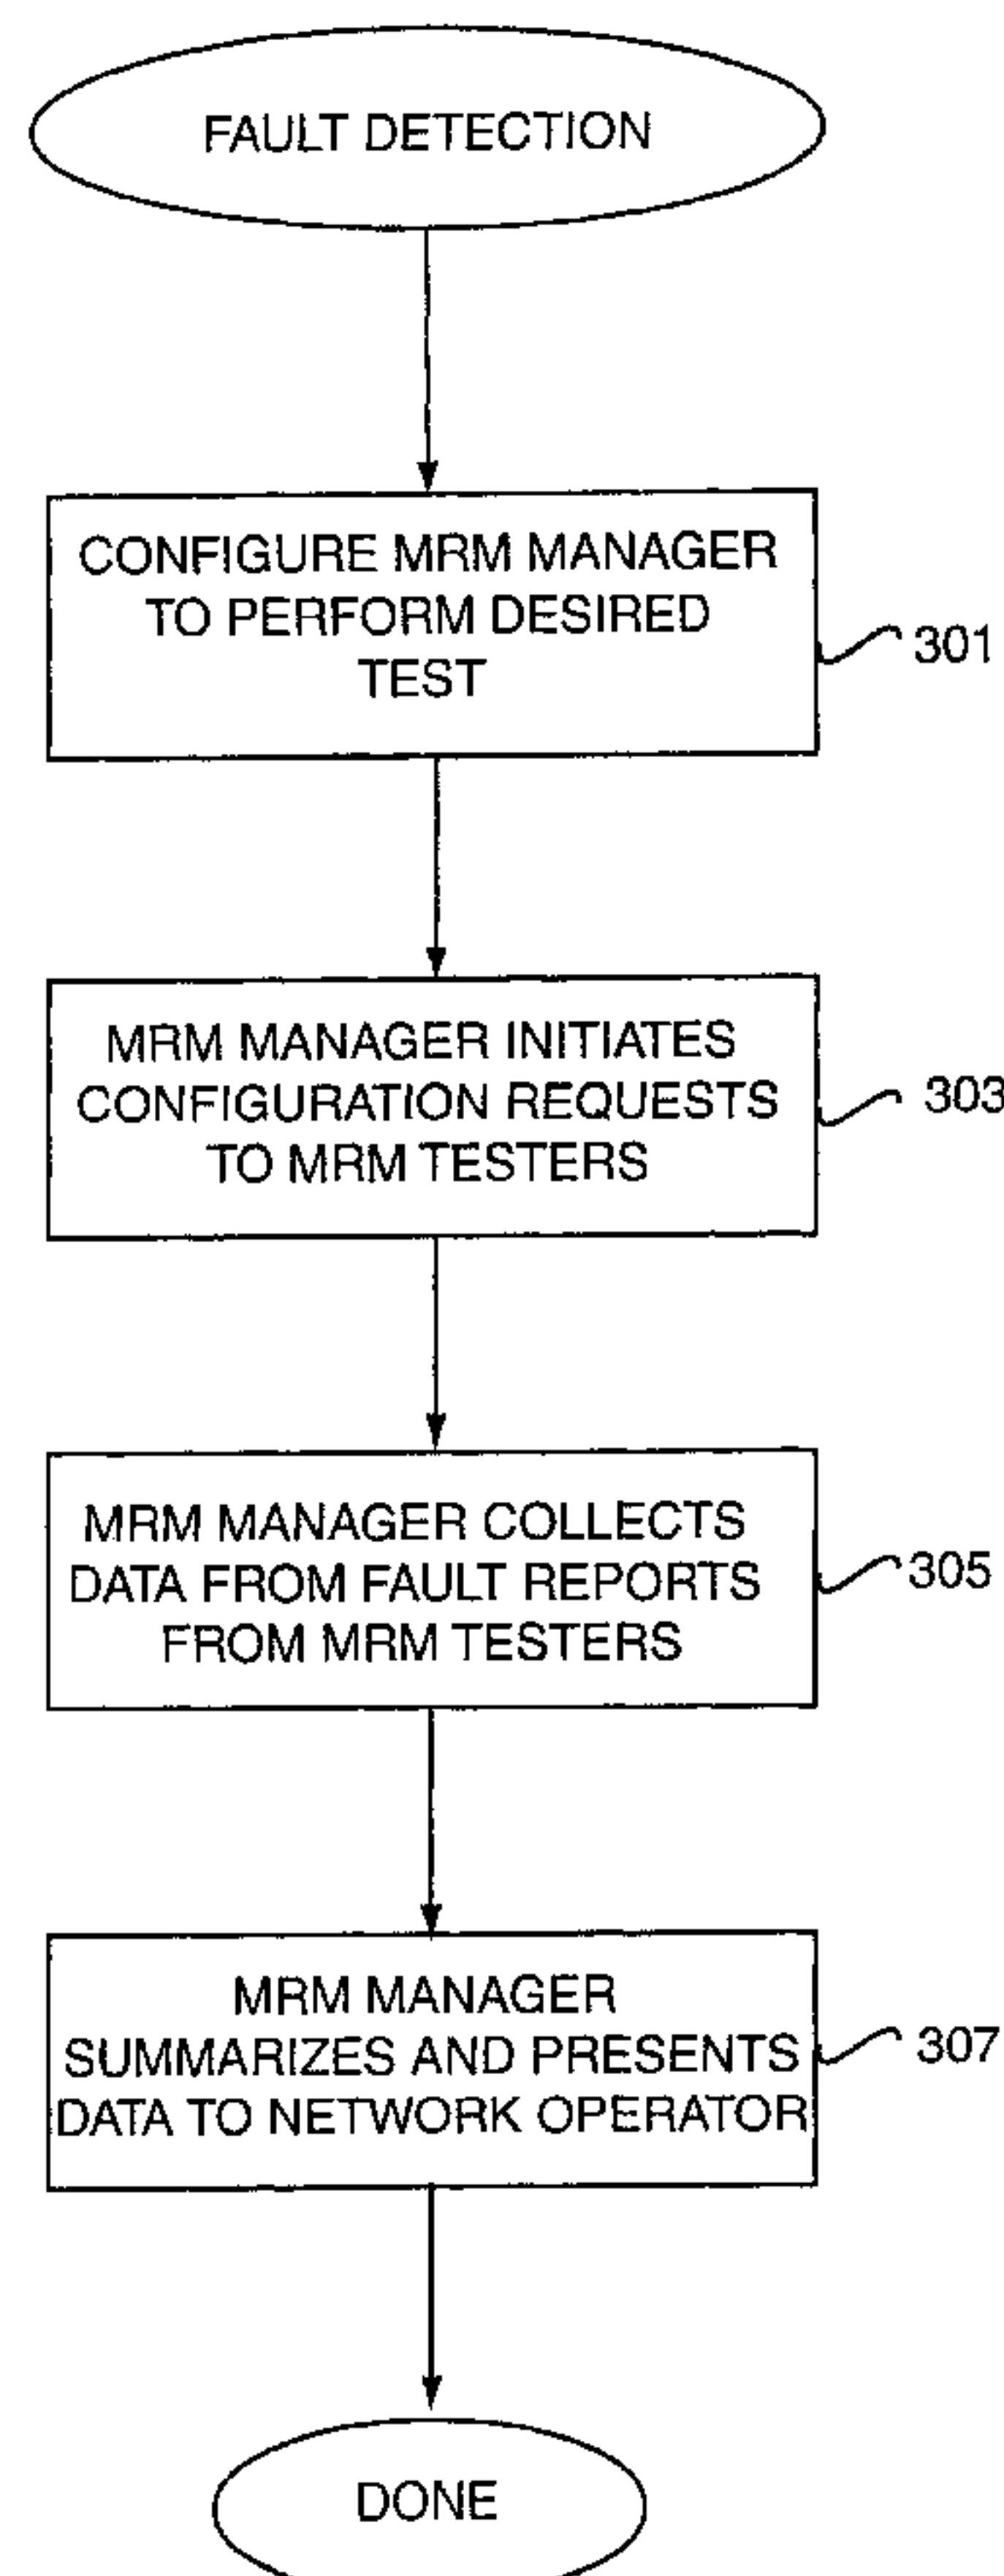 FAULT DETECTION
CONFIGURE MRM MANAGER
TO PERFORM DESIRED
TEST
301
MRM MANAGER INITIATES
CONFIGURATION REQUESTS
TO MRM TESTERS
303
MRM MANAGER COLLECTS
DATA FROM FAULT REPORTS
FROM MRM TESTERS
305
MRM MANAGER
SUMMARIZES AND PRESENTS
DATA TO NETWORK OPERATOR
307
DONE